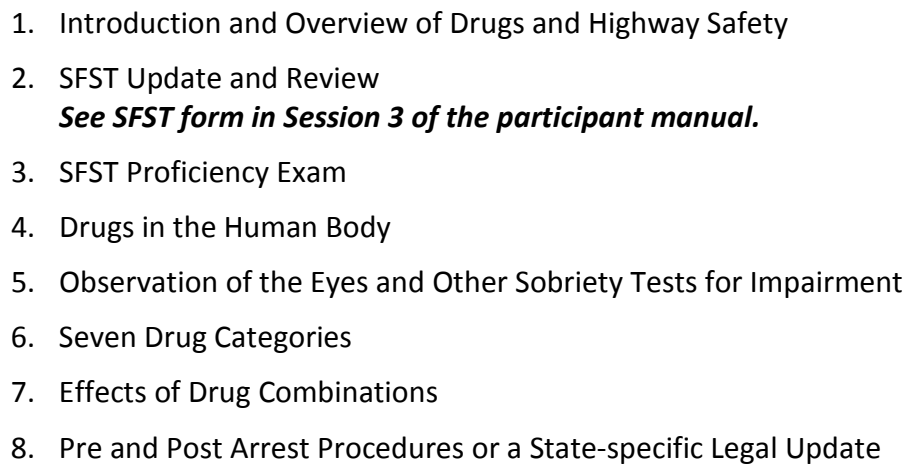 1. Introduction and Overview of Drugs and Highway Safety
2. SFST Update and Review
See SFST form in Session 3 of the participant manual.
3. SFST Proficiency Exam
4. Drugs in the Human Body
5. Observation of the Eyes and Other Sobriety Tests for Impairment
6. Seven Drug Categories
7. Effects of Drug Combinations
8. Pre and Post Arrest Procedures or a State-specific Legal Update